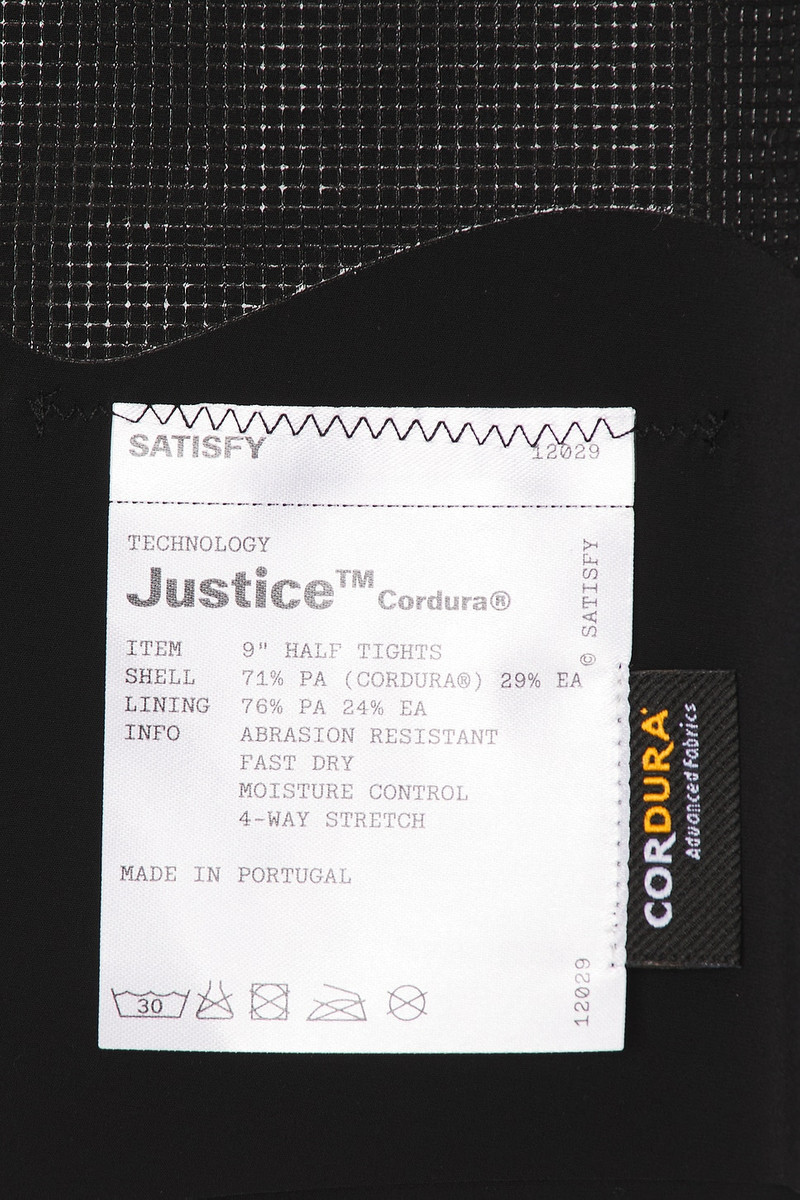 SATISFY 12029
TECHNOLOGY
Justice™ Cordura®
© SATISFY
ITEM 9" HALF TIGHTS
SHELL 71% PA (CORDURA®) 29% EA
LINING 76% PA 24% EA
INFO ABRASION RESISTANT
FAST DRY
MOISTURE CONTROL
4-WAY STRETCH
MADE IN PORTUGAL
30
12029
CORDURA®
Advanced Fabrics